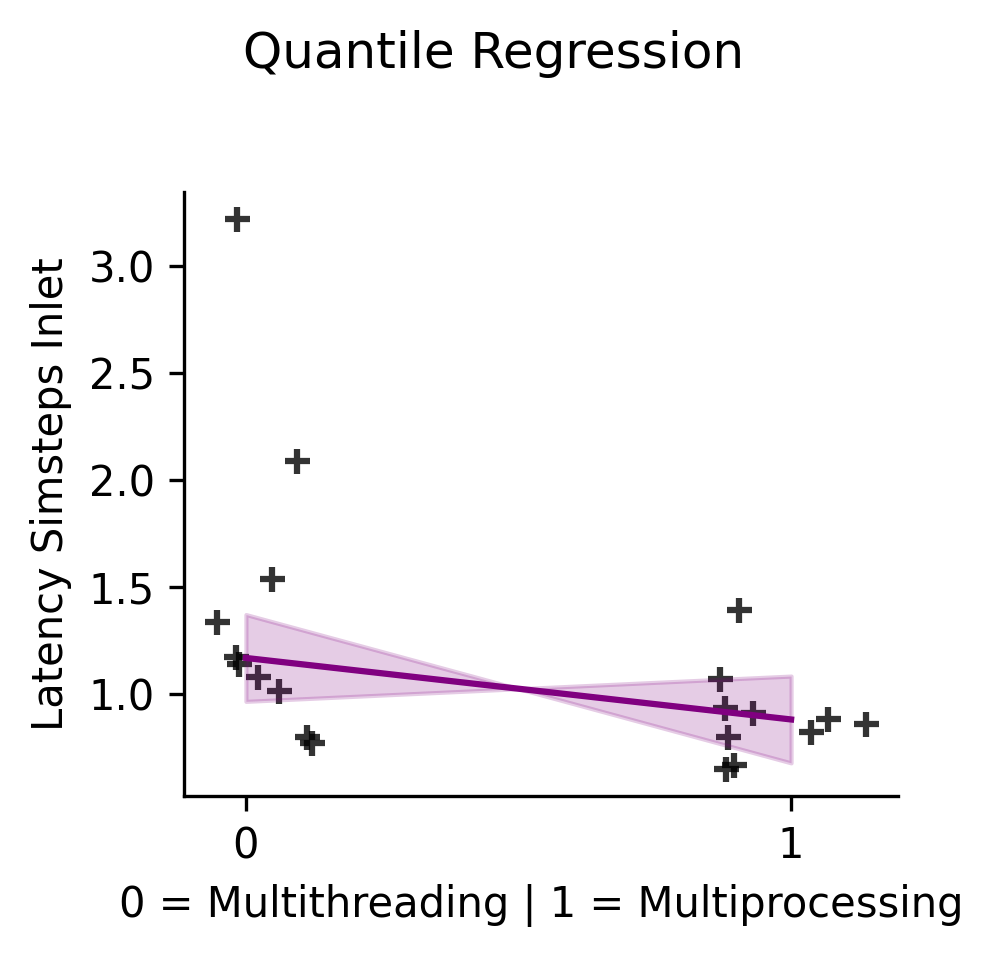 Quantile Regression
Latency Simsteps Inlet
3.0
2.5
2.0
1.5
1.0
0 1
0 = Multithreading | 1 = Multiprocessing